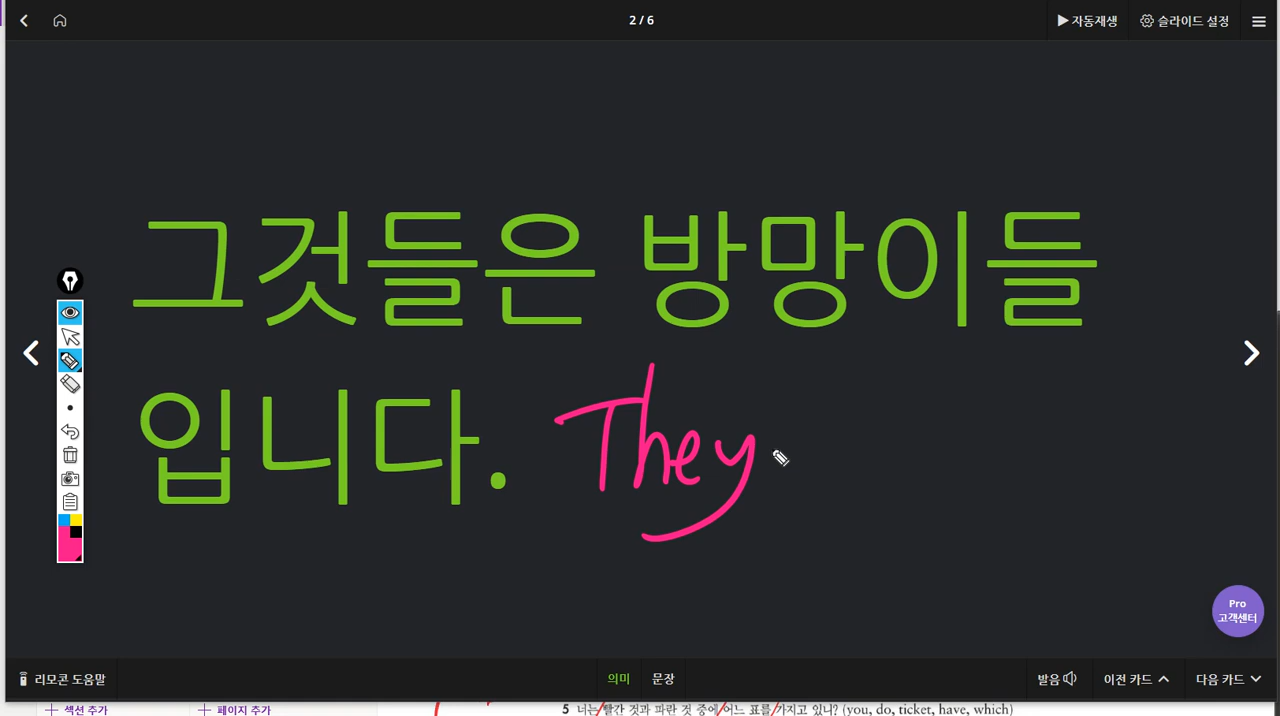 2 / 6
자동재생
슬라이드 설정
그것들은 방망이들
입니다.
They
Pro
고객센터
리모콘 도움말
의미
문장
발음
이전 카드
다음 카드
섹션 추가
페이지 추가
5 너는 빨간 것과 파란 것 중에 어느 표를 가지고 있니? (you, do, ticket, have, which)